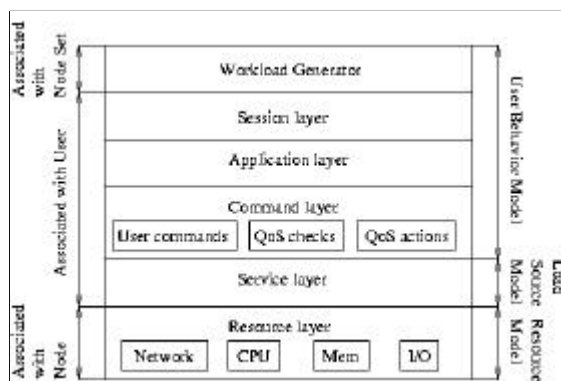 Associated
with
Node Set
Workload Generator
Session layer
Application layer
Command layer
User commands
QoS checks
QoS actions
Service layer
Resource layer
Network
CPU
Mem
I/O
Associated with User
Associated
with
Node
User Behavior Model
Load
Source
Model
Resource
Model